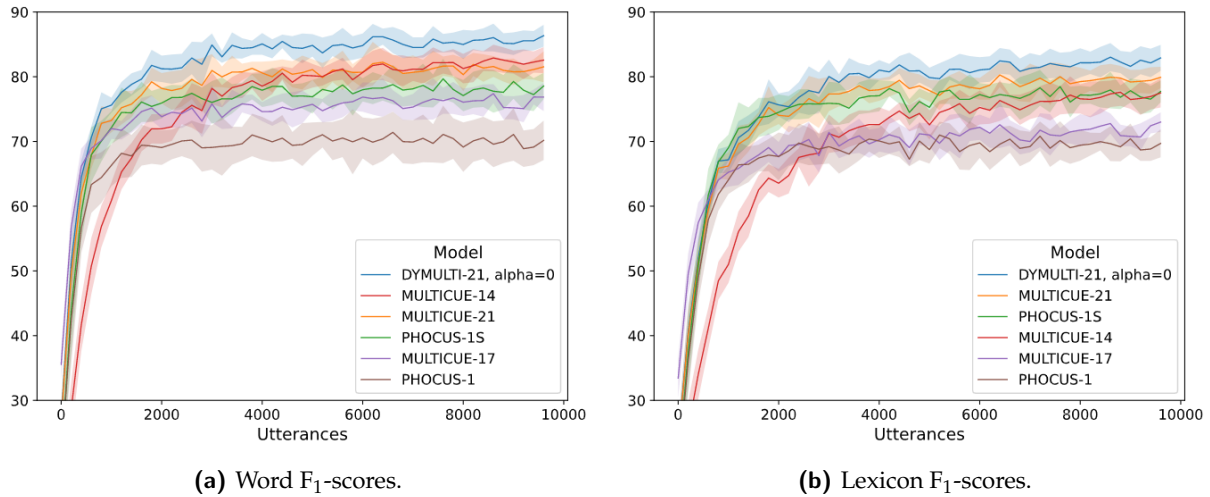 90
80
70
60
50
40
30
0
2000
4000
6000
8000
10000
Utterances
Model
DYMULTI-21, alpha=0
MULTICUE-14
MULTICUE-21
PHOCUS-1S
MULTICUE-17
PHOCUS-1
(a) Word F₁-scores.
90
80
70
60
50
40
30
0
2000
4000
6000
8000
10000
Utterances
Model
DYMULTI-21, alpha=0
MULTICUE-21
PHOCUS-1S
MULTICUE-14
MULTICUE-17
PHOCUS-1
(b) Lexicon F₁-scores.